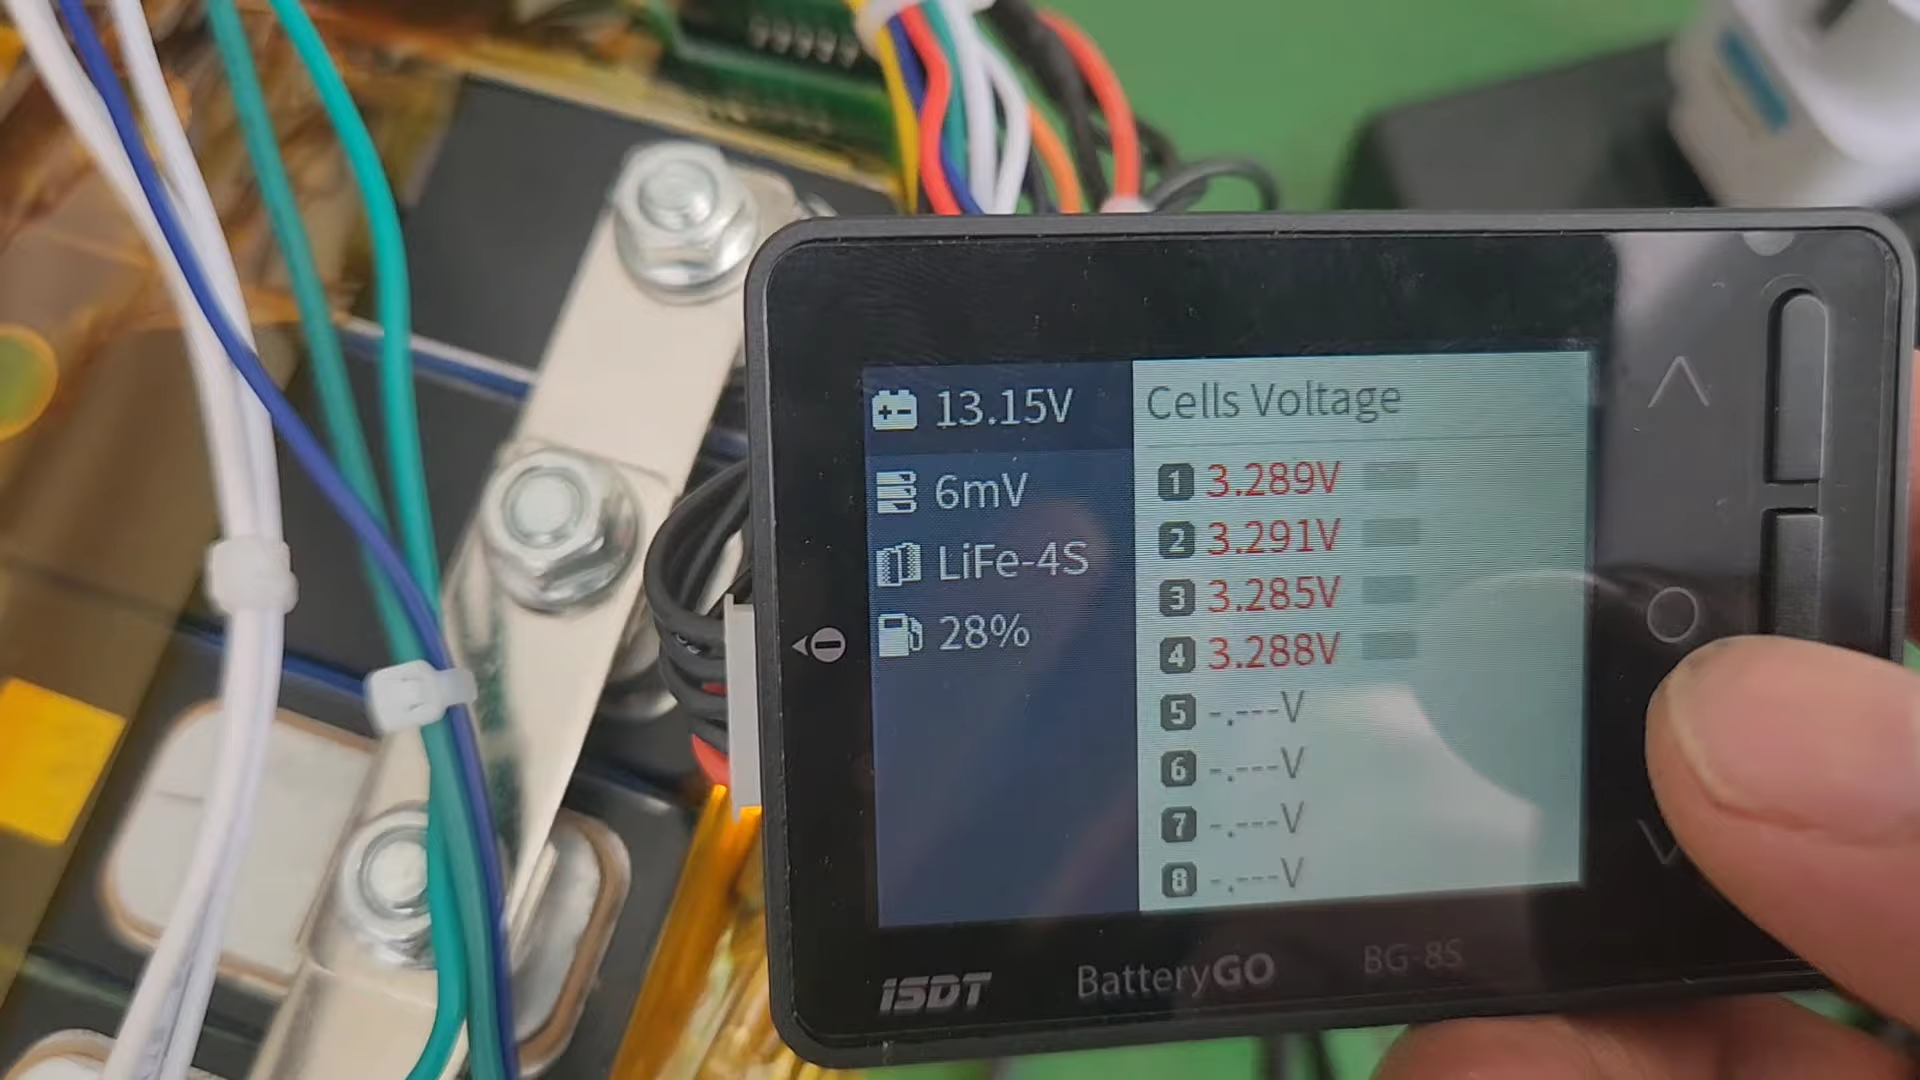 13.15V
6mV
LiFe-4S
28%
Cells Voltage
1 3.289V
2 3.291V
3 3.285V
4 3.288V
5 -.---V
6 -.---V
7 -.---V
8 -.---V
iSDT BatteryGO BG-8S